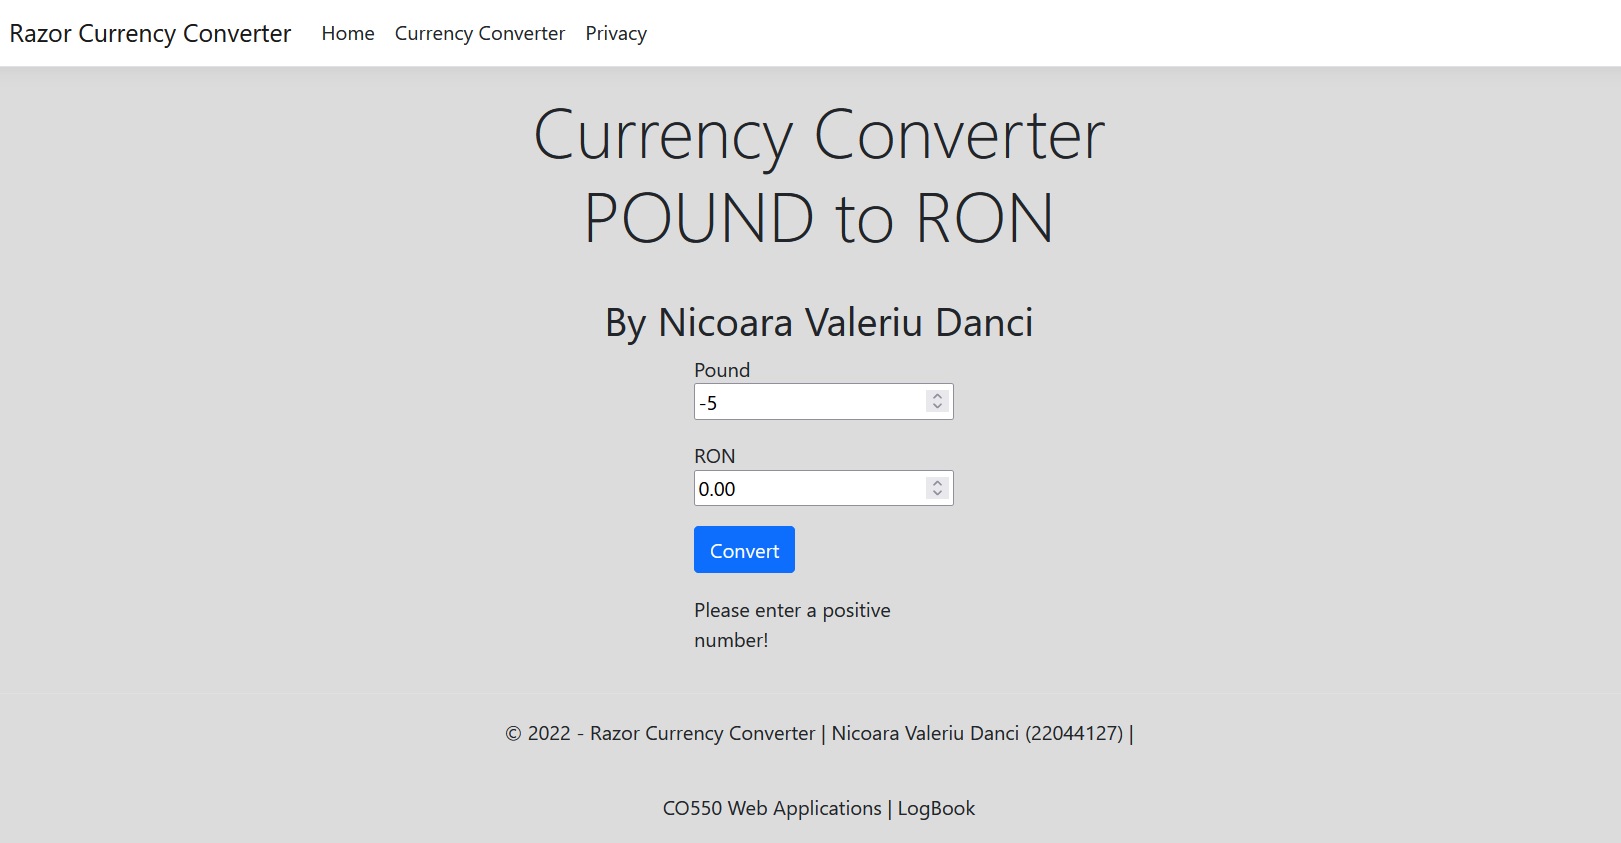 Razor Currency Converter Home Currency Converter Privacy
Currency Converter
POUND to RON
By Nicoara Valeriu Danci
Pound
-5
RON
0.00
Convert
Please enter a positive
number!
© 2022 - Razor Currency Converter | Nicoara Valeriu Danci (22044127) |
CO550 Web Applications | LogBook